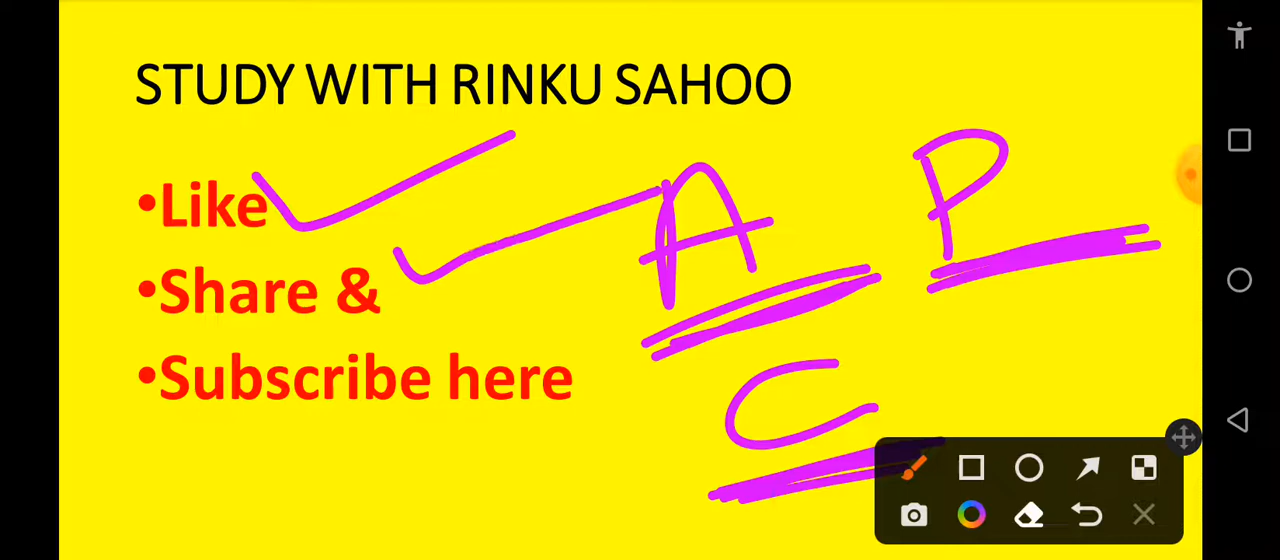 STUDY WITH RINKU SAHOO
•Like
•Share &
•Subscribe here
A P
C